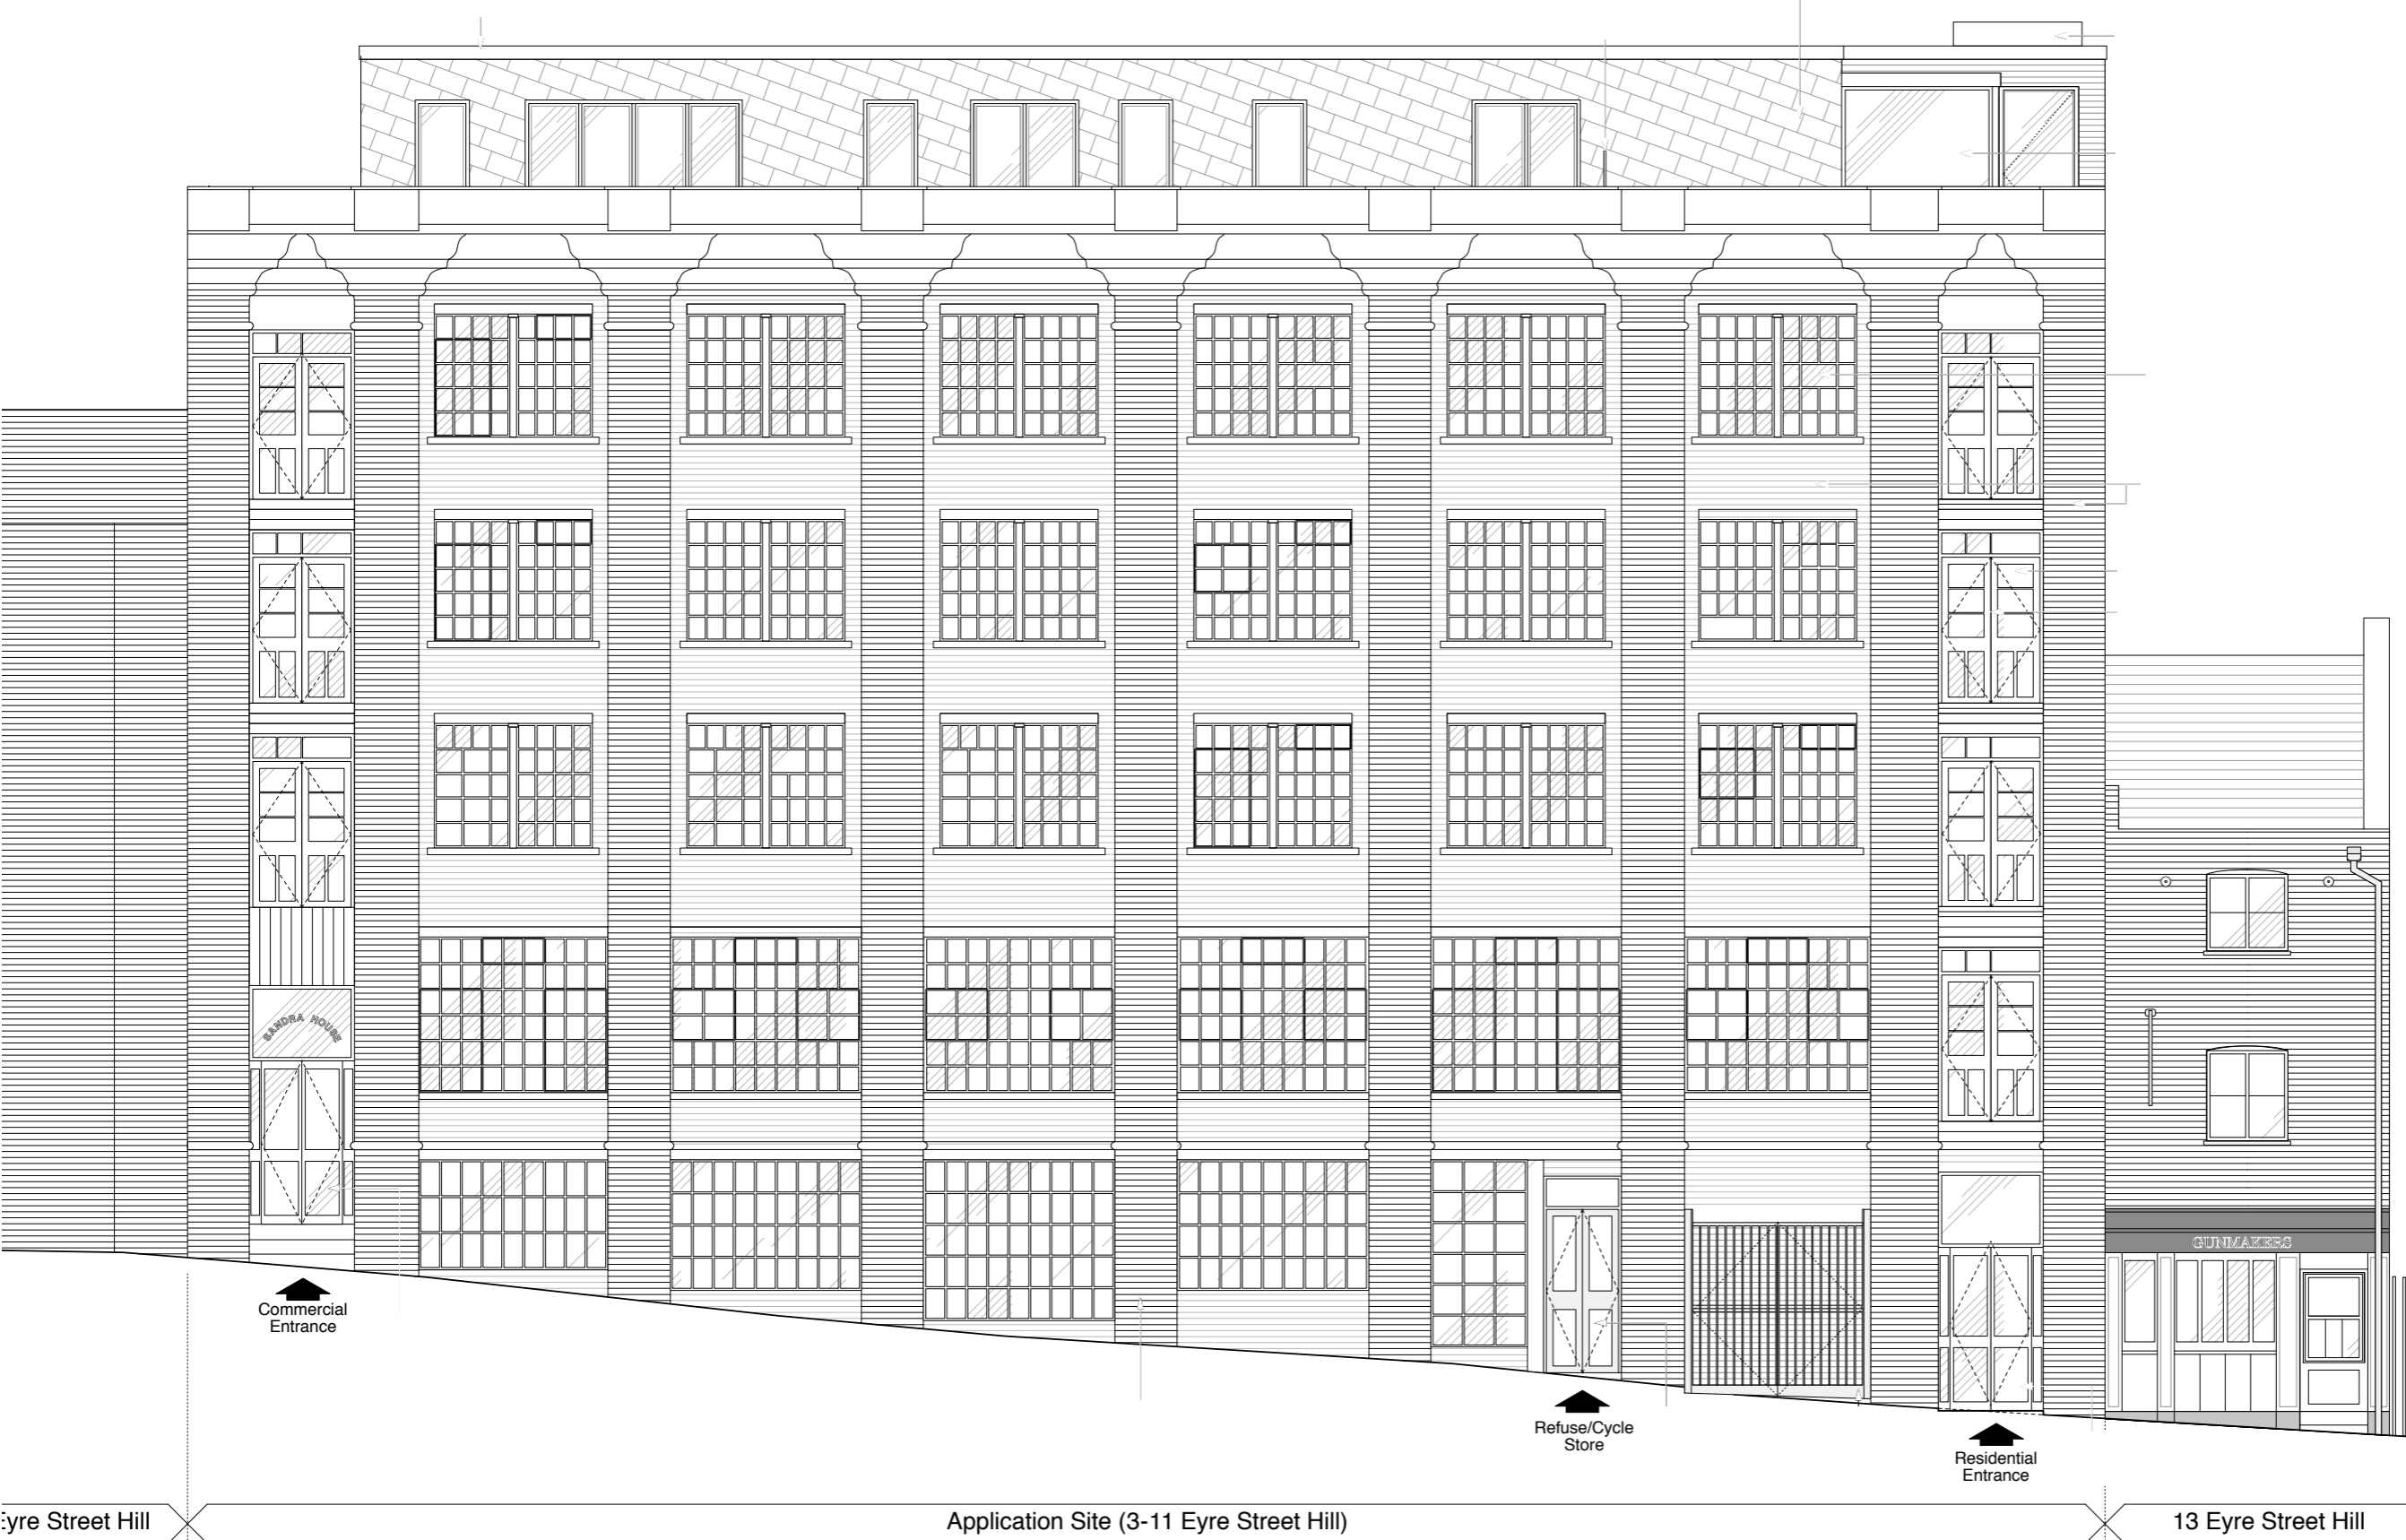 SANDRA HOUSE
GUNMAKERS
Commercial
Entrance
Refuse/Cycle
Store
Residential
Entrance
Eyre Street Hill
Application Site (3-11 Eyre Street Hill)
13 Eyre Street Hill